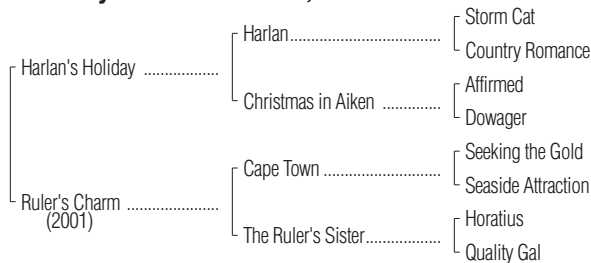 Storm Cat
Harlan
Country Romance
Harlan's Holiday
Affirmed
Christmas in Aiken
Dowager
Seeking the Gold
Cape Town
Seaside Attraction
Ruler's Charm
(2001)
Horatius
The Ruler's Sister
Quality Gal